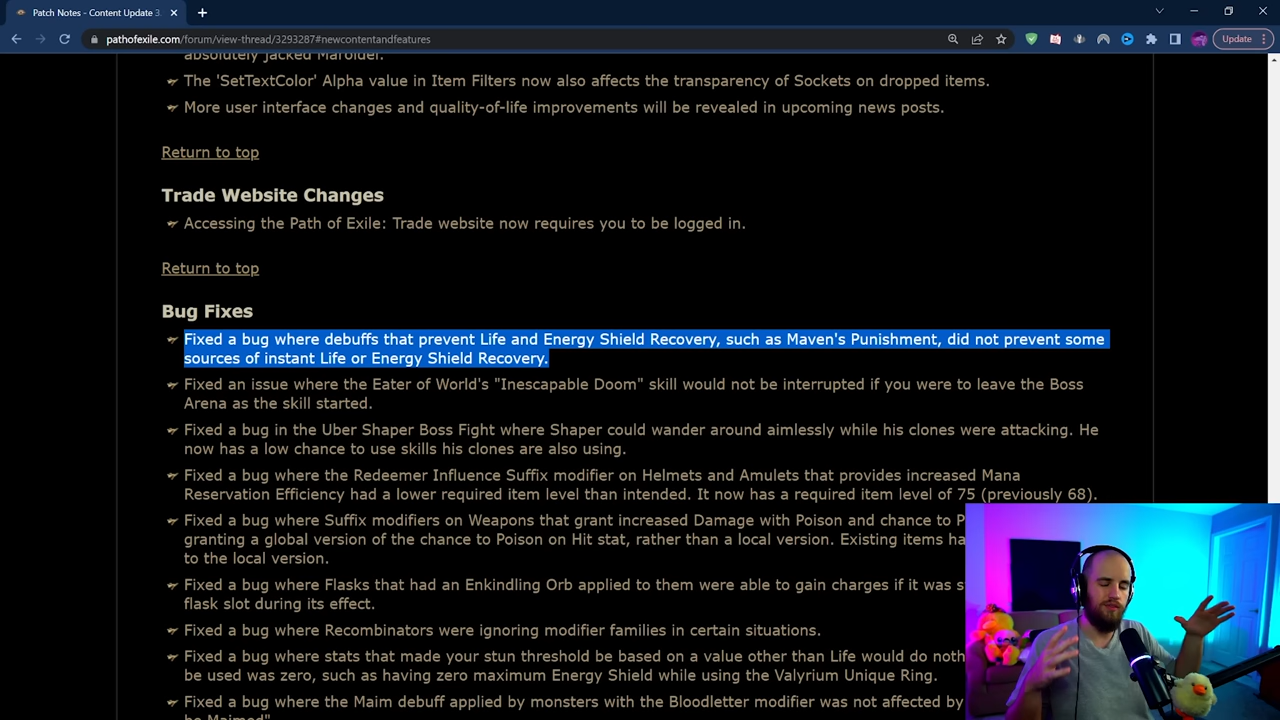 Patch Notes - Content Update 3.
pathofexile.com/forum/view-thread/3293287#newcontentandfeatures
Update
absolutely jacked Marolder.
The 'SetTextColor' Alpha value in Item Filters now also affects the transparency of Sockets on dropped items.
More user interface changes and quality-of-life improvements will be revealed in upcoming news posts.
Return to top
Trade Website Changes
Accessing the Path of Exile: Trade website now requires you to be logged in.
Return to top
Bug Fixes
Fixed a bug where debuffs that prevent Life and Energy Shield Recovery, such as Maven's Punishment, did not prevent some
sources of instant Life or Energy Shield Recovery.
Fixed an issue where the Eater of World's "Inescapable Doom" skill would not be interrupted if you were to leave the Boss
Arena as the skill started.
Fixed a bug in the Uber Shaper Boss Fight where Shaper could wander around aimlessly while his clones were attacking. He
now has a low chance to use skills his clones are also using.
Fixed a bug where the Redeemer Influence Suffix modifier on Helmets and Amulets that provides increased Mana
Reservation Efficiency had a lower required item level than intended. It now has a required item level of 75 (previously 68).
Fixed a bug where Suffix modifiers on Weapons that grant increased Damage with Poison and chance to P
granting a global version of the chance to Poison on Hit stat, rather than a local version. Existing items ha
to the local version.
Fixed a bug where Flasks that had an Enkindling Orb applied to them were able to gain charges if it was s
flask slot during its effect.
Fixed a bug where Recombinators were ignoring modifier families in certain situations.
Fixed a bug where stats that made your stun threshold be based on a value other than Life would do noth
be used was zero, such as having zero maximum Energy Shield while using the Valyrium Unique Ring.
Fixed a bug where the Maim debuff applied by monsters with the Bloodletter modifier was not affected by
be Maimed"